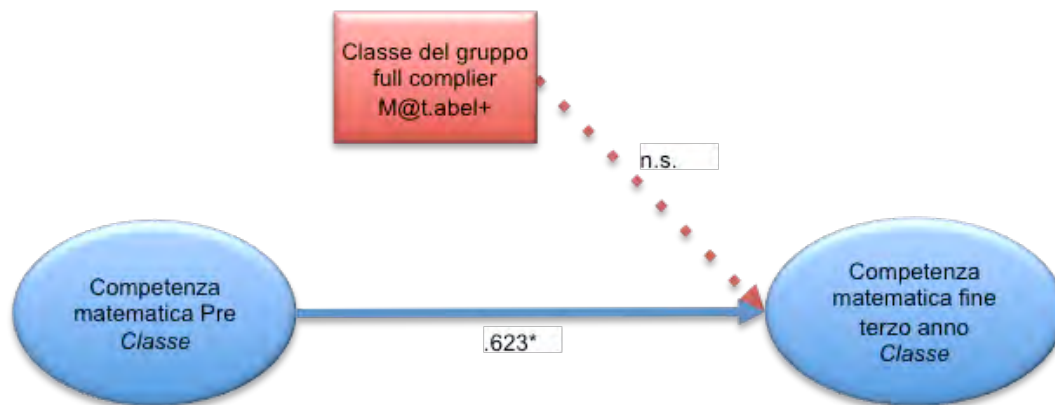 Classe del gruppo
full complier
M@t.abel+
n.s.
Competenza
matematica Pre
Classe
.623*
Competenza
matematica fine
terzo anno
Classe